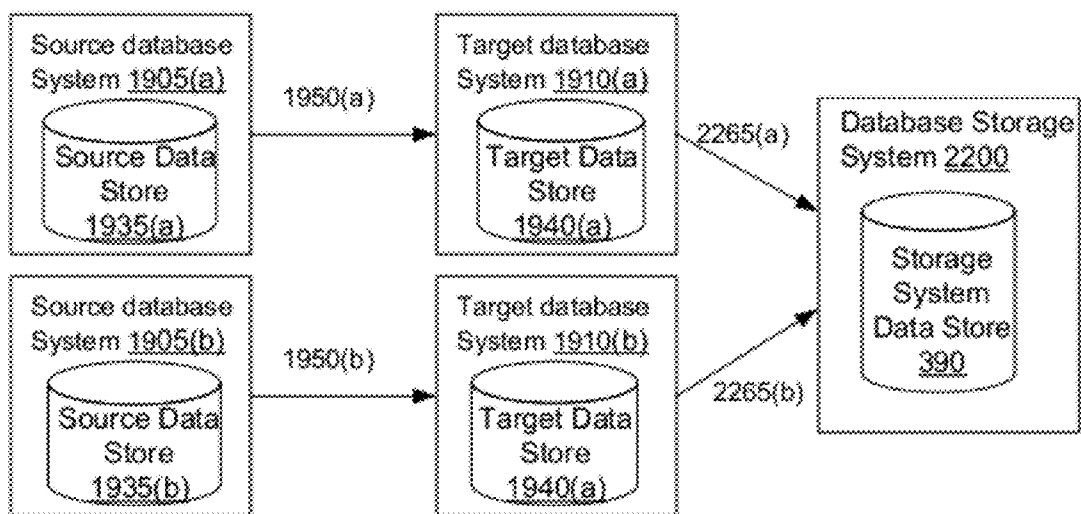 Source database
System 1905(a)
Source Data
Store
1935(a)
1950(a)
Target database
System 1910(a)
Target Data
Store
1940(a)
2265(a)
Database Storage
System 2200
Storage
System
Data Store
390
Source database
System 1905(b)
Source Data
Store
1935(b)
1950(b)
Target database
System 1910(b)
Target Data
Store
1940(a)
2265(b)